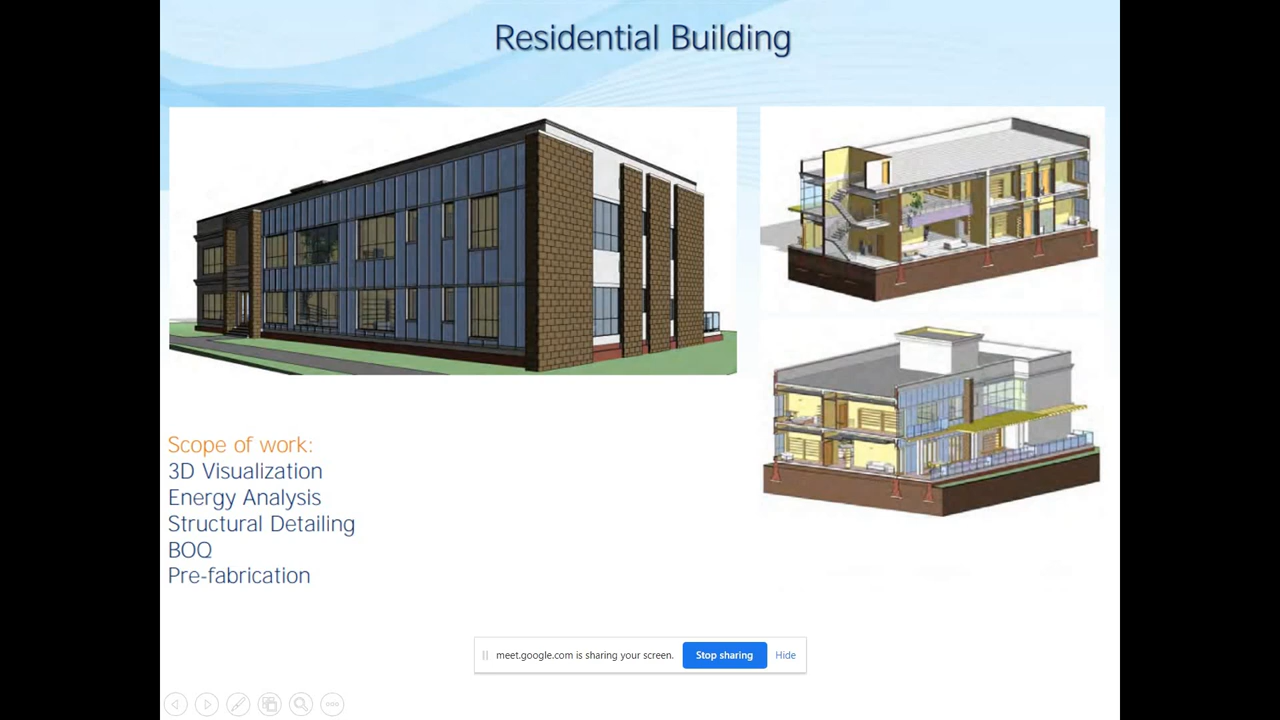 Residential Building
Scope of work:
3D Visualization
Energy Analysis
Structural Detailing
BOQ
Pre-fabrication
meet.google.com is sharing your screen. Stop sharing Hide